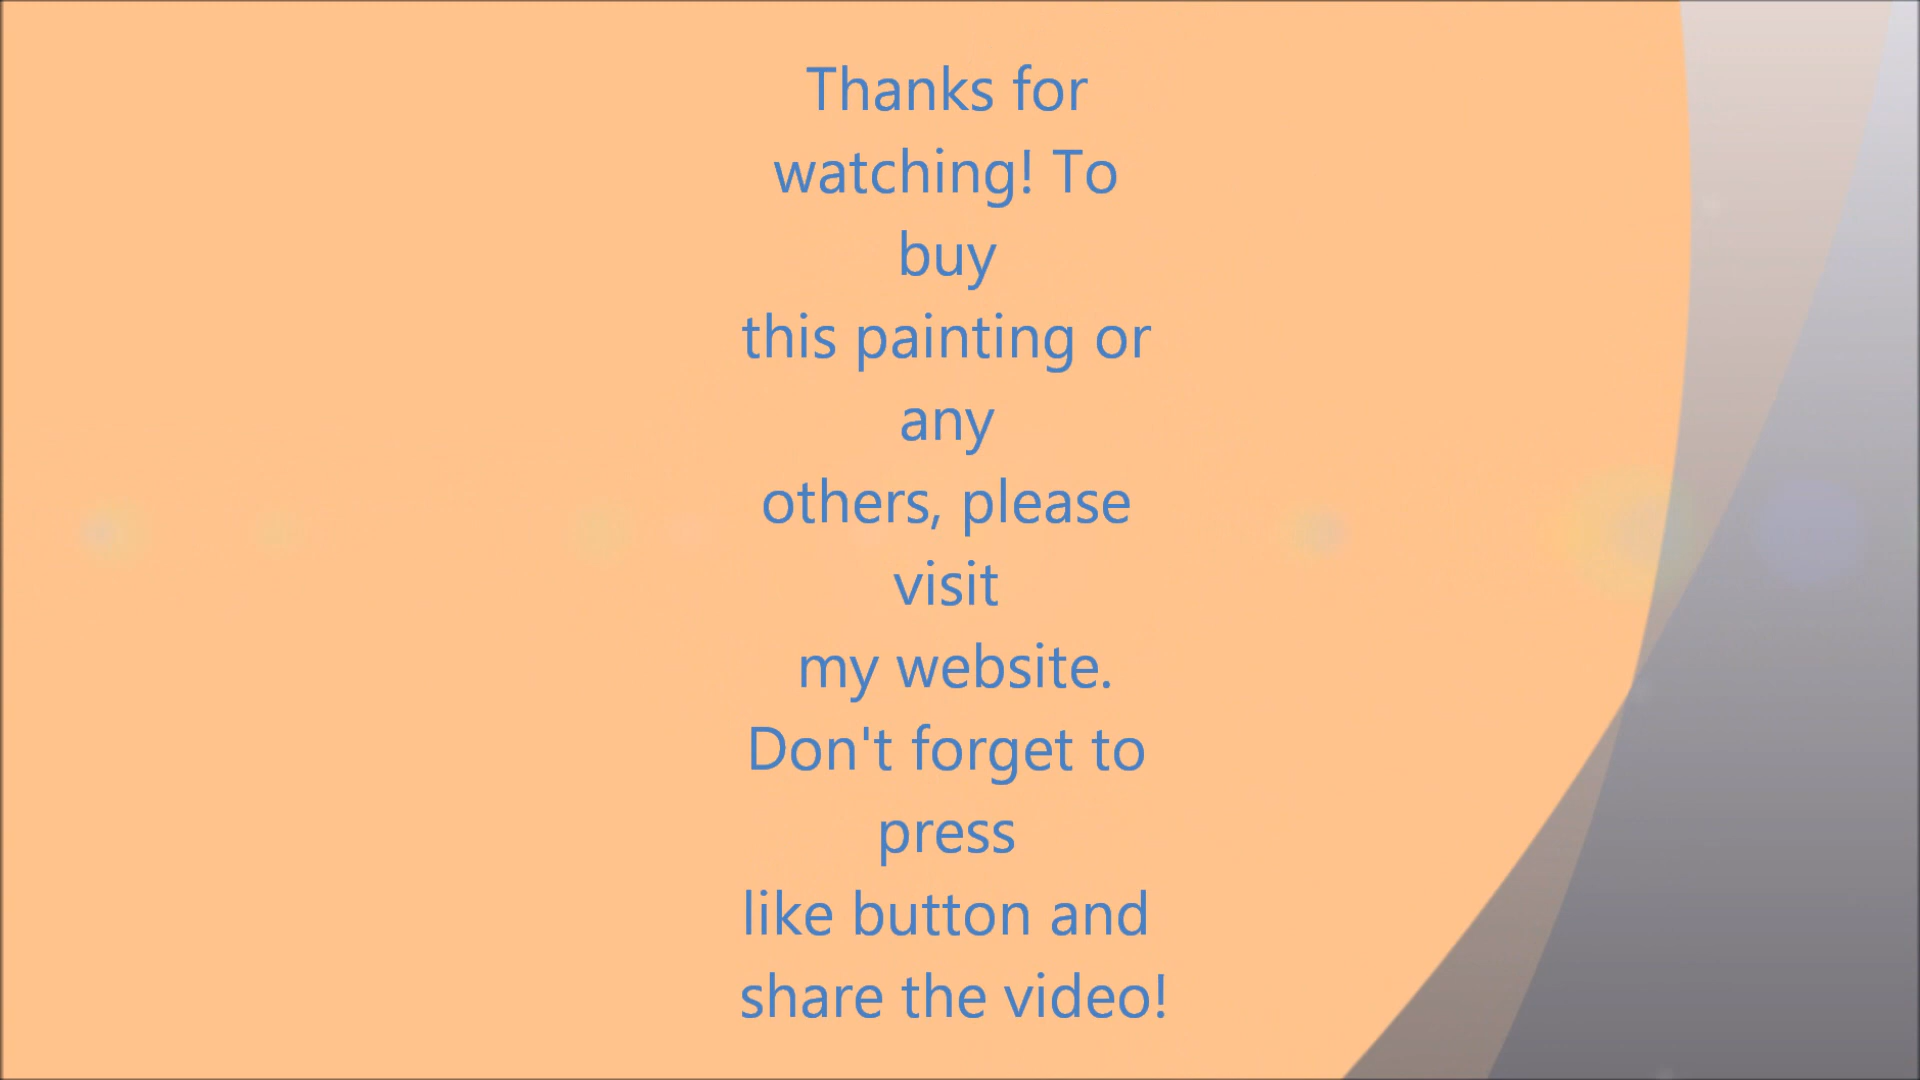 Thanks for
watching! To
buy
this painting or
any
others, please
visit
my website.
Don't forget to
press
like button and
share the video!